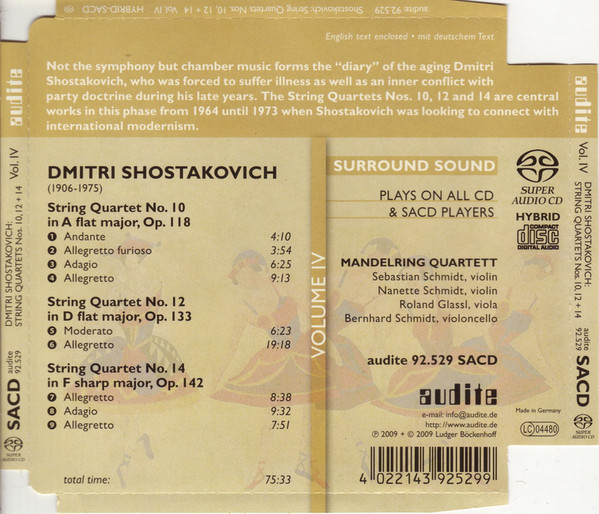 audite Shostakovich: String Quartets Nos. 10, 12 + 14 Vol. IV HYBRID-SACD
English text enclosed • mit deutschem Text
Not the symphony but chamber music forms the “diary” of the aging Dmitri
Shostakovich, who was forced to suffer illness as well as an inner conflict with
party doctrine during his late years. The String Quartets Nos. 10, 12 and 14 are central
works in this phase from 1964 until 1973 when Shostakovich was looking to connect with
international modernism.
DMITRI SHOSTAKOVICH
(1906-1975)
String Quartet No. 10
in A flat major, Op. 118
1 Andante 4:10
2 Allegretto furioso 3:54
3 Adagio 6:25
4 Allegretto 9:13
String Quartet No. 12
in D flat major, Op. 133
5 Moderato 6:23
6 Allegretto 19:18
String Quartet No. 14
in F sharp major, Op. 142
7 Allegretto 8:38
8 Adagio 9:32
9 Allegretto 7:51
total time: 75:33
VOLUME IV
SURROUND SOUND
PLAYS ON ALL CD
& SACD PLAYERS
MANDELRING QUARTETT
Sebastian Schmidt, violin
Nanette Schmidt, violin
Roland Glassl, viola
Bernhard Schmidt, violoncello
audite 92.529 SACD
audite
e-mail: info@audite.de
http://www.audite.de
℗ 2009 + © 2009 Ludger Böckenhoff
4 022143 925299
SUPER AUDIO CD
HYBRID
COMPACT
disc
DIGITAL AUDIO
Made in Germany
LC 04480
audite
Vol. IV
DMITRI SHOSTAKOVICH:
STRING QUARTETS Nos. 10, 12 + 14
audite
92.529
SACD
SUPER AUDIO CD
audite
Vol. IV
DMITRI SHOSTAKOVICH:
STRING QUARTETS Nos. 10, 12 + 14
audite
92.529
SACD
SUPER AUDIO CD